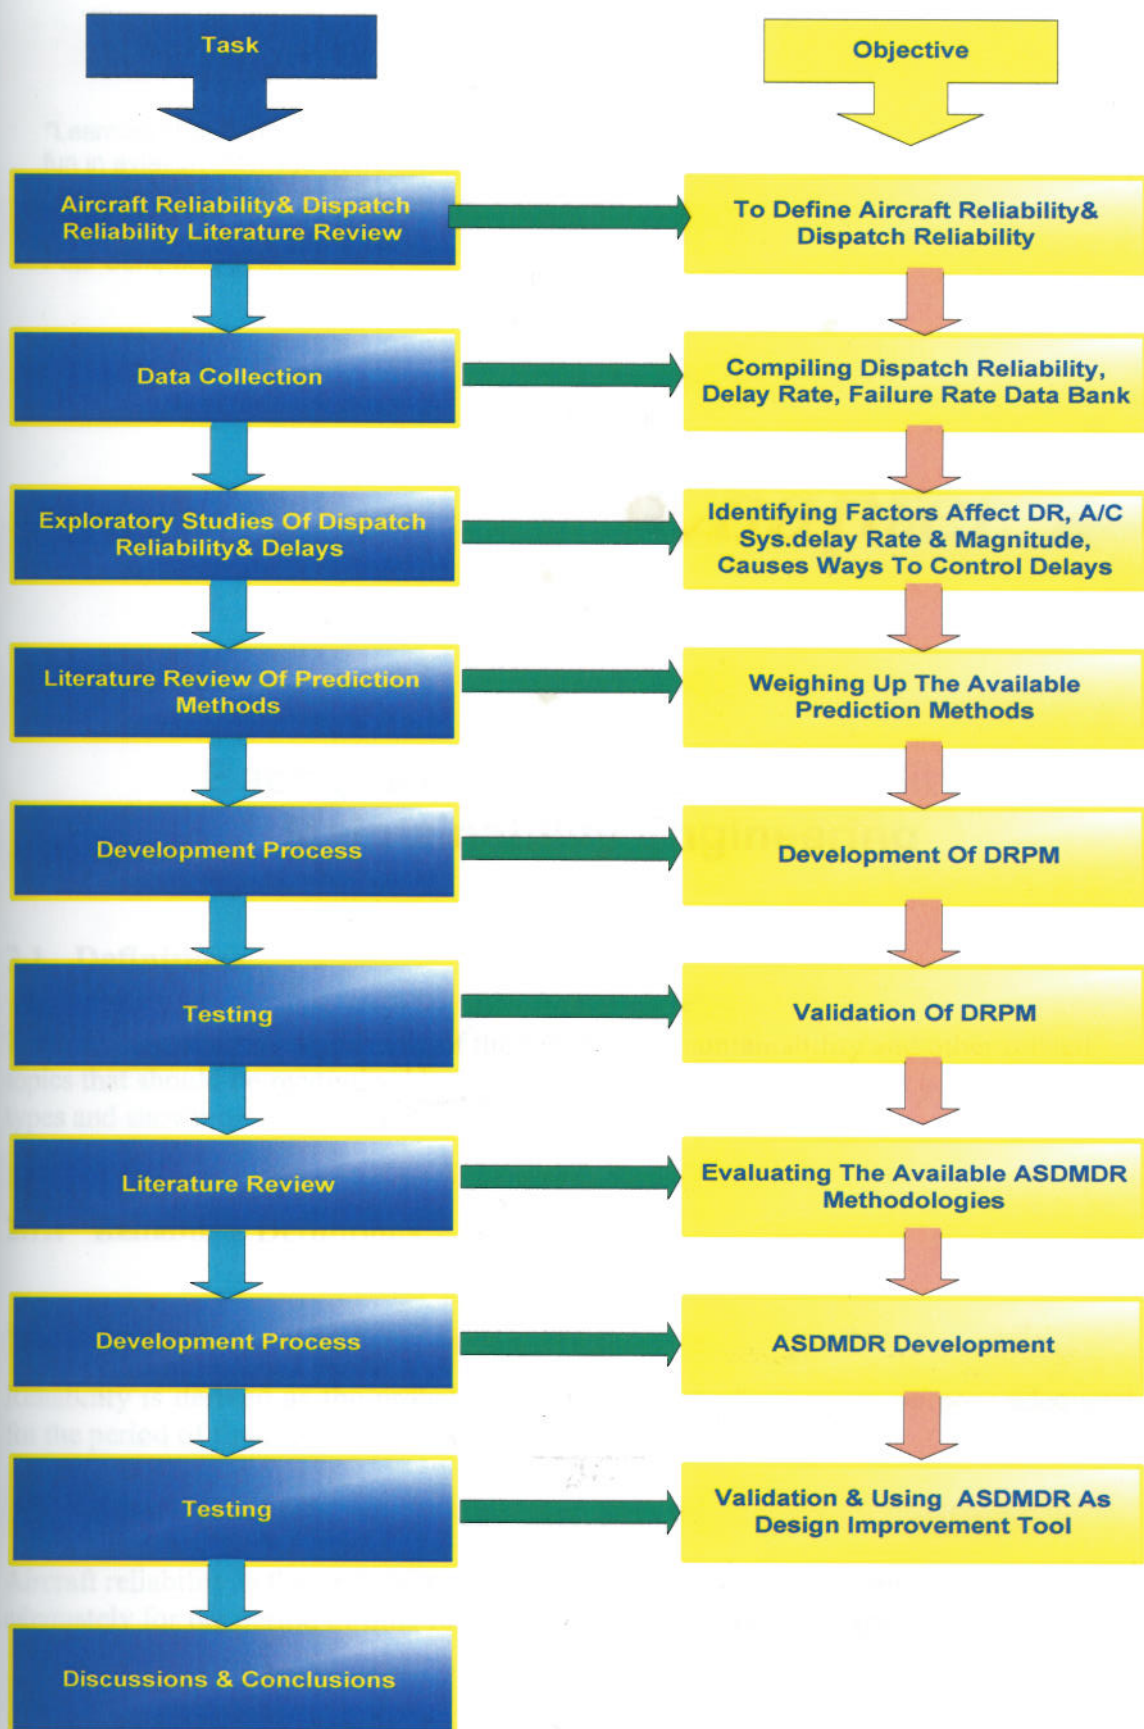 Task
Objective
Aircraft Reliability& Dispatch
Reliability Literature Review
To Define Aircraft Reliability&
Dispatch Reliability
Data Collection
Compiling Dispatch Reliability,
Delay Rate, Failure Rate Data Bank
Exploratory Studies Of Dispatch
Reliability& Delays
Identifying Factors Affect DR, A/C
Sys.delay Rate & Magnitude,
Causes Ways To Control Delays
Literature Review Of Prediction
Methods
Weighing Up The Available
Prediction Methods
Development Process
Development Of DRPM
Testing
Validation Of DRPM
Literature Review
Evaluating The Available ASDMDR
Methodologies
Development Process
ASDMDR Development
Testing
Validation & Using ASDMDR As
Design Improvement Tool
Discussions & Conclusions